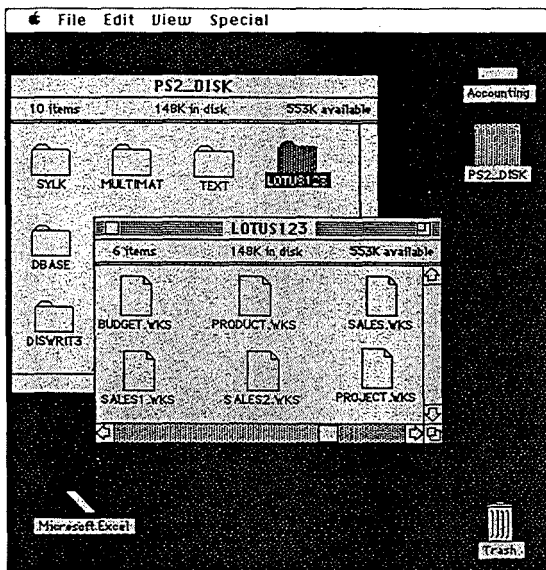 File Edit View Special
PS2_DISK
10 items 148K in disk 553K available
SYLK MULTIMAT TEXT LOTUS123
DBASE
DISWRIT3
LOTUS123
6 items 148K in disk 553K available
BUDGET.WKS PRODUCT.WKS SALES.WKS
SALES1.WKS SALES2.WKS PROJECT.WKS
Accounting
PS2_DISK
Microsoft Excel
Trash